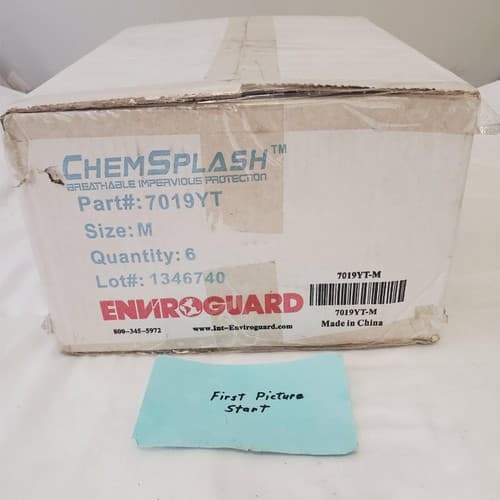 CHEMSPLASH™
BREATHABLE IMPERVIOUS PROTECTION
Part#: 7019YT
Size: M
Quantity: 6
Lot#: 1346740
ENVIROGUARD
800-345-5972
www.Int-Enviroguard.com
7019YT-M
7019YT-M
Made in China
First Picture
Start